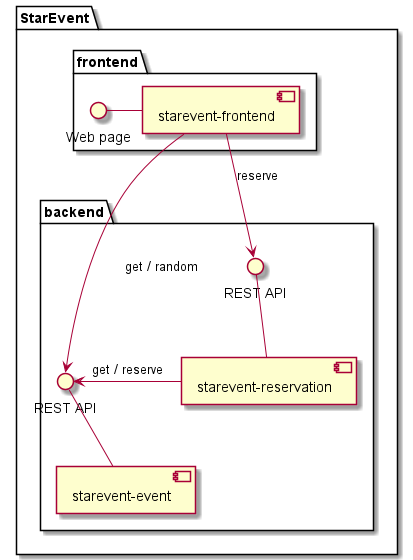 StarEvent
frontend
starevent-frontend
Web page
reserve
backend
get / random
REST API
get / reserve
starevent-reservation
REST API
starevent-event